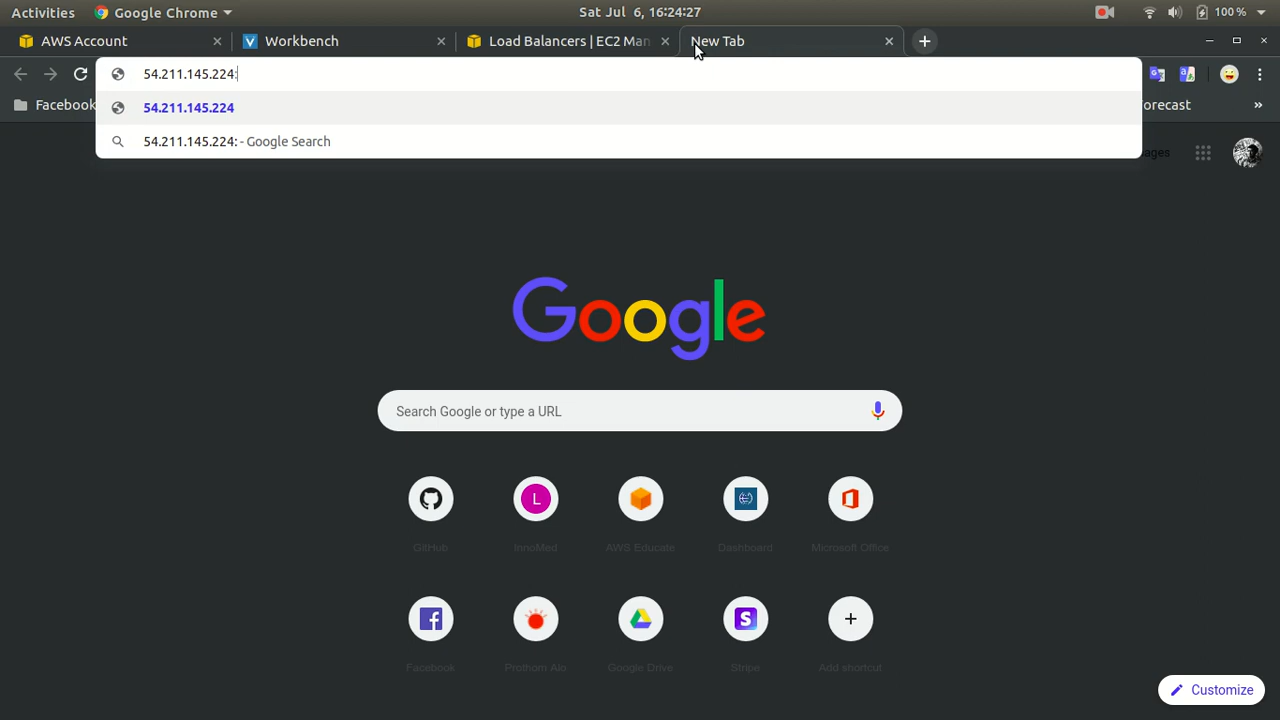 Activities Google Chrome Sat Jul 6, 16:24:27 100 %
AWS Account Workbench Load Balancers | EC2 Man New Tab
54.211.145.224:
54.211.145.224
54.211.145.224: - Google Search
Facebook orecast »
ages
Google
Search Google or type a URL
L
GitHub InnoMed AWS Educate Dashboard Microsoft Office
S
Facebook Prothom Alo Google Drive Stripe Add shortcut
Customize